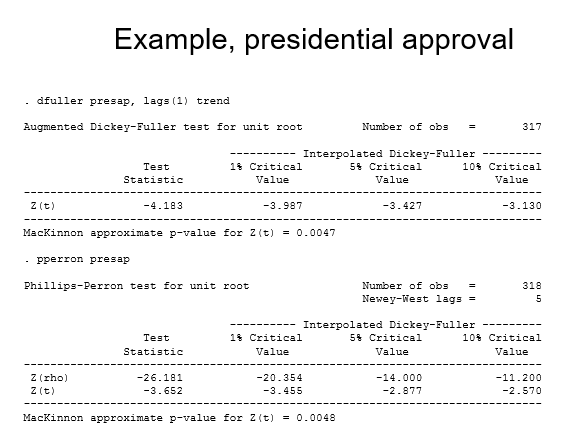 Example, presidential approval
. dfuller presap, lags(1) trend
Augmented Dickey-Fuller test for unit root Number of obs = 317
---------- Interpolated Dickey-Fuller ---------
Test 1% Critical 5% Critical 10% Critical
Statistic Value Value Value
------------------------------------------------------------------------------
Z(t) -4.183 -3.987 -3.427 -3.130
------------------------------------------------------------------------------
MacKinnon approximate p-value for Z(t) = 0.0047
. pperron presap
Phillips-Perron test for unit root Number of obs = 318
Newey-West lags = 5
---------- Interpolated Dickey-Fuller ---------
Test 1% Critical 5% Critical 10% Critical
Statistic Value Value Value
------------------------------------------------------------------------------
Z(rho) -26.181 -20.354 -14.000 -11.200
Z(t) -3.652 -3.455 -2.877 -2.570
------------------------------------------------------------------------------
MacKinnon approximate p-value for Z(t) = 0.0048